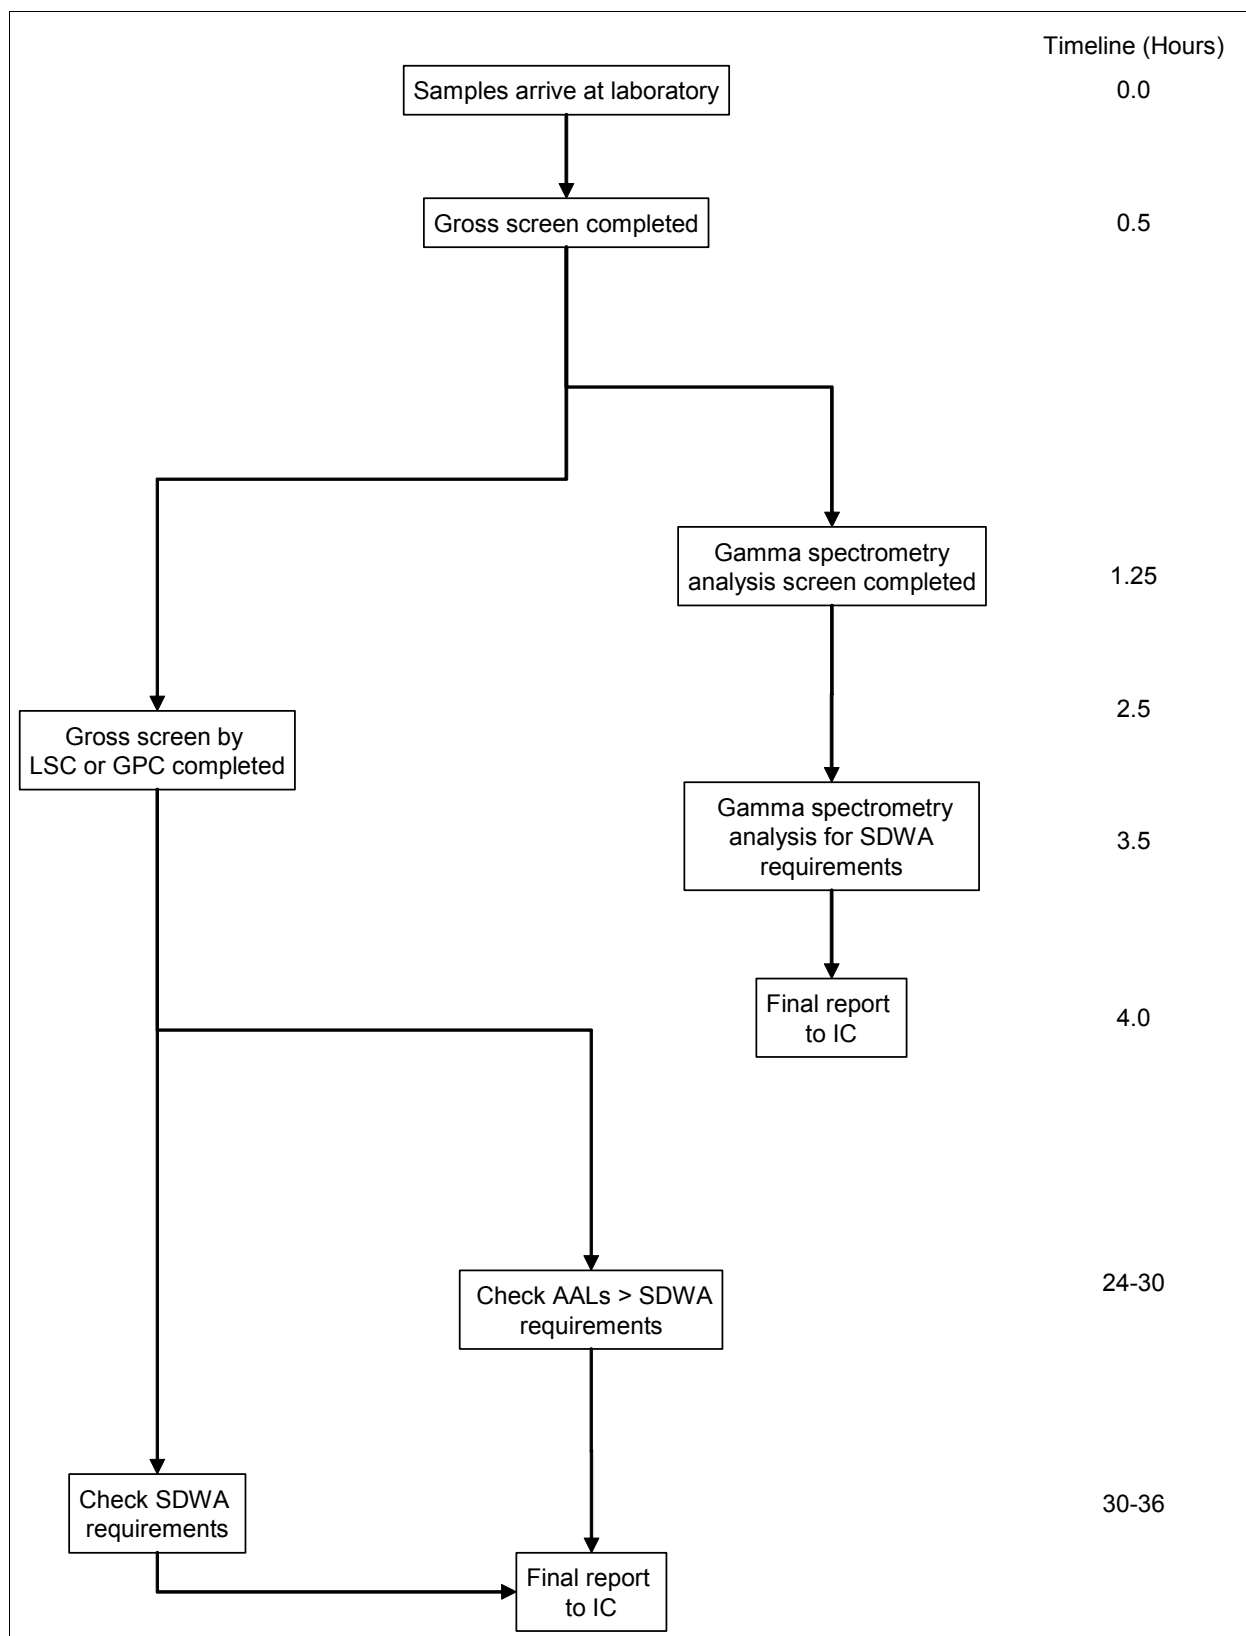 Timeline (Hours)
Samples arrive at laboratory
0.0
Gross screen completed
0.5
Gamma spectrometry
analysis screen completed
1.25
2.5
Gross screen by
LSC or GPC completed
Gamma spectrometry
analysis for SDWA
requirements
3.5
Final report
to IC
4.0
Check AALs > SDWA
requirements
24-30
Check SDWA
requirements
30-36
Final report
to IC